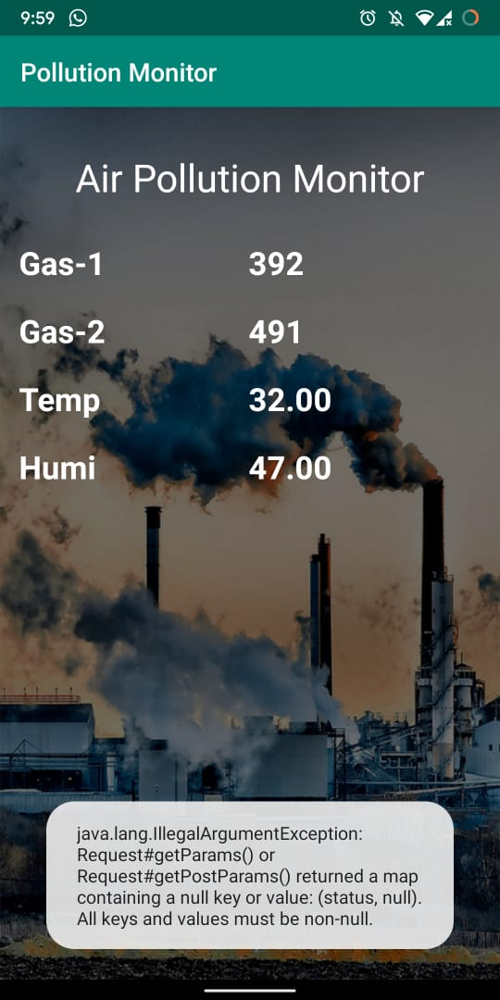 9:59
Pollution Monitor
Air Pollution Monitor
Gas-1 392
Gas-2 491
Temp 32.00
Humi 47.00
java.lang.IllegalArgumentException:
Request#getParams() or
Request#getPostParams() returned a map
containing a null key or value: (status, null).
All keys and values must be non-null.